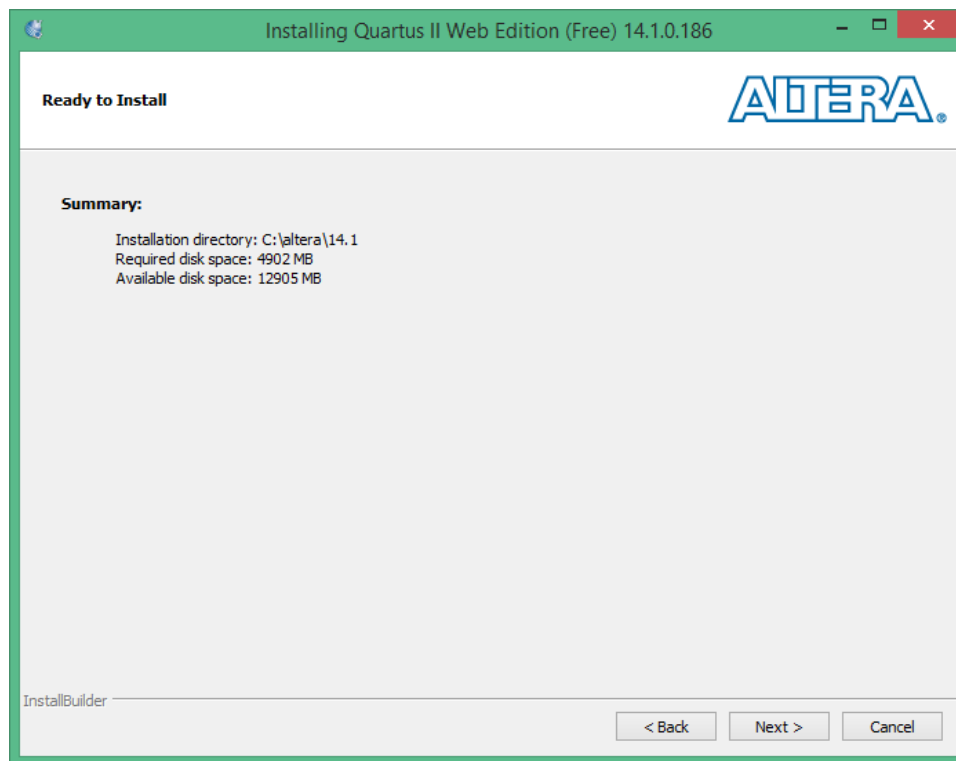 Installing Quartus II Web Edition (Free) 14.1.0.186
Ready to Install
ALTERA®
Summary:
Installation directory: C:\altera\14.1
Required disk space: 4902 MB
Available disk space: 12905 MB
InstallBuilder
< Back
Next >
Cancel